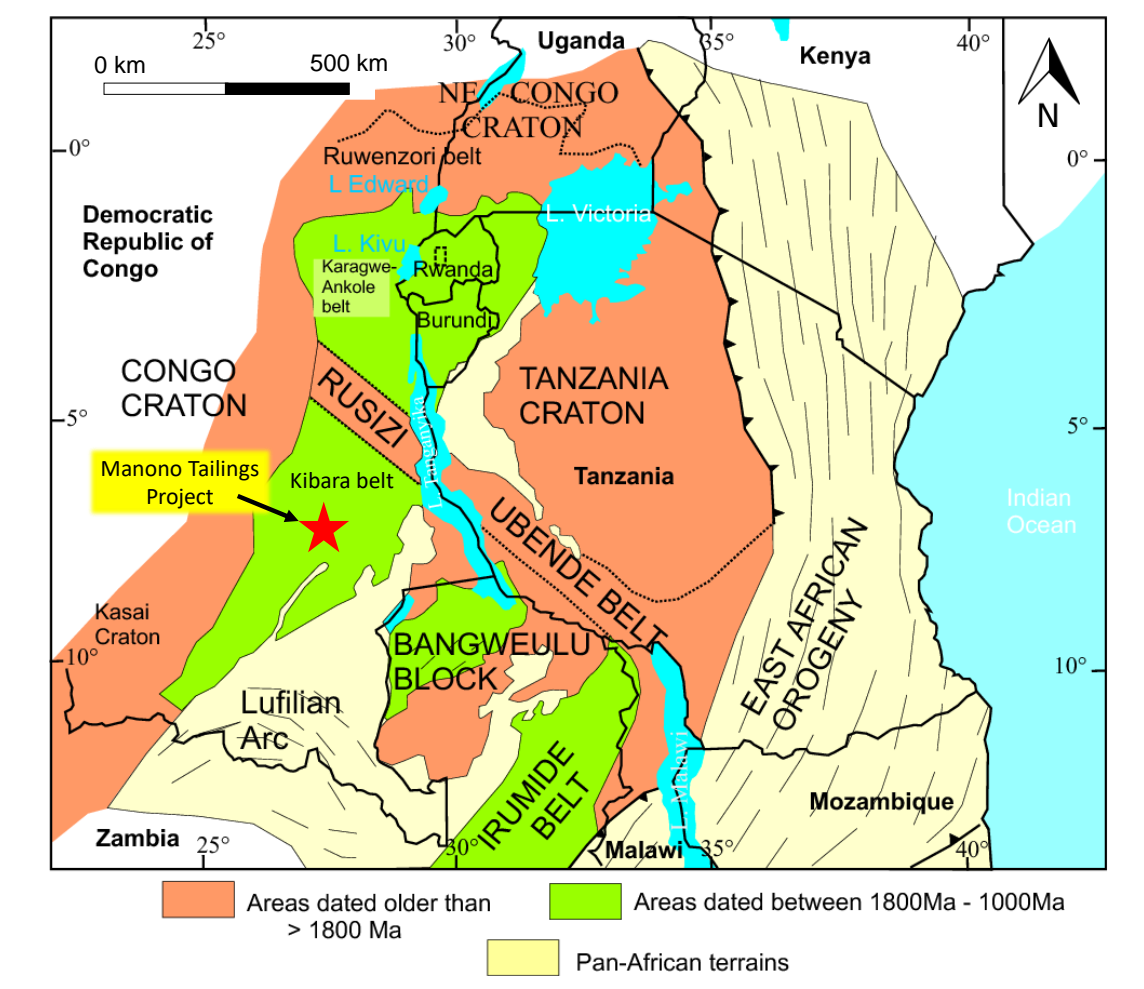 25°
30°
35°
40°
Uganda
Kenya
0 km
500 km
N
NE CONGO
CRATON
0°
0°
Ruwenzori belt
L Edward
Democratic
Republic of
Congo
L. Victoria
L. Kivu
Karagwe-
Ankole
belt
Rwanda
Burundi
CONGO
CRATON
RUSIZI
TANZANIA
CRATON
5°
5°
L. Tanganyika
Manono Tailings
Project
Kibara belt
Tanzania
Indian
Ocean
UBENDE BELT
EAST AFRICAN
OROGENY
Kasai
Craton
10°
10°
BANGWEULU
BLOCK
Lufilian
Arc
IRUMIDE
BELT
L. Malawi
Mozambique
Zambia
Malawi
25°
30°
35°
40°
Areas dated older than
> 1800 Ma
Areas dated between 1800Ma - 1000Ma
Pan-African terrains